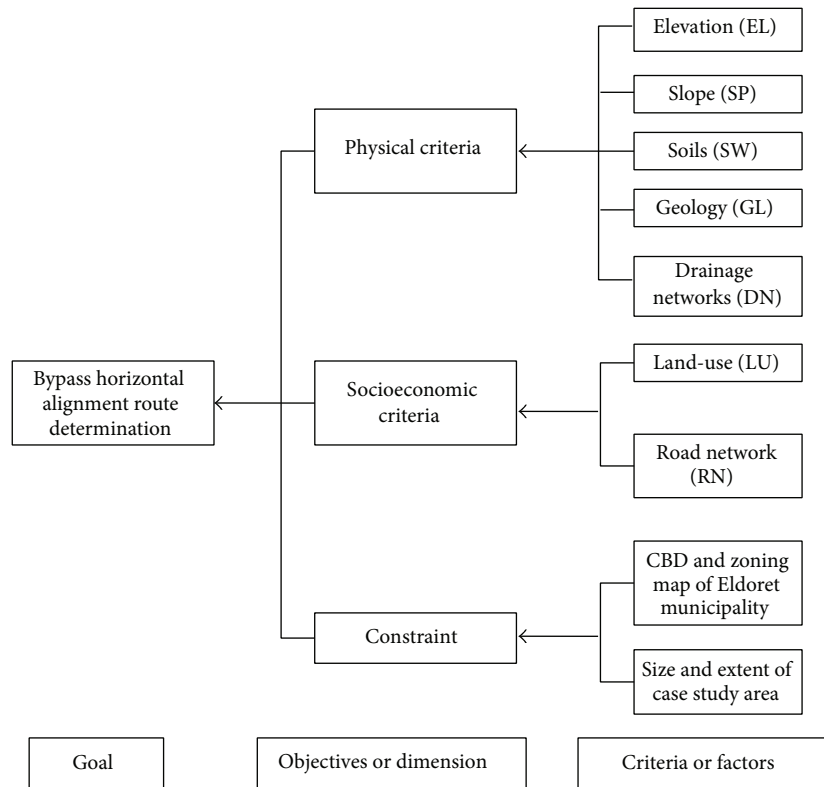 Elevation (EL)
Slope (SP)
Physical criteria
Soils (SW)
Geology (GL)
Drainage
networks (DN)
Bypass horizontal
alignment route
determination
Socioeconomic
criteria
Land-use (LU)
Road network
(RN)
CBD and zoning
map of Eldoret
municipality
Constraint
Size and extent of
case study area
Goal
Objectives or dimension
Criteria or factors